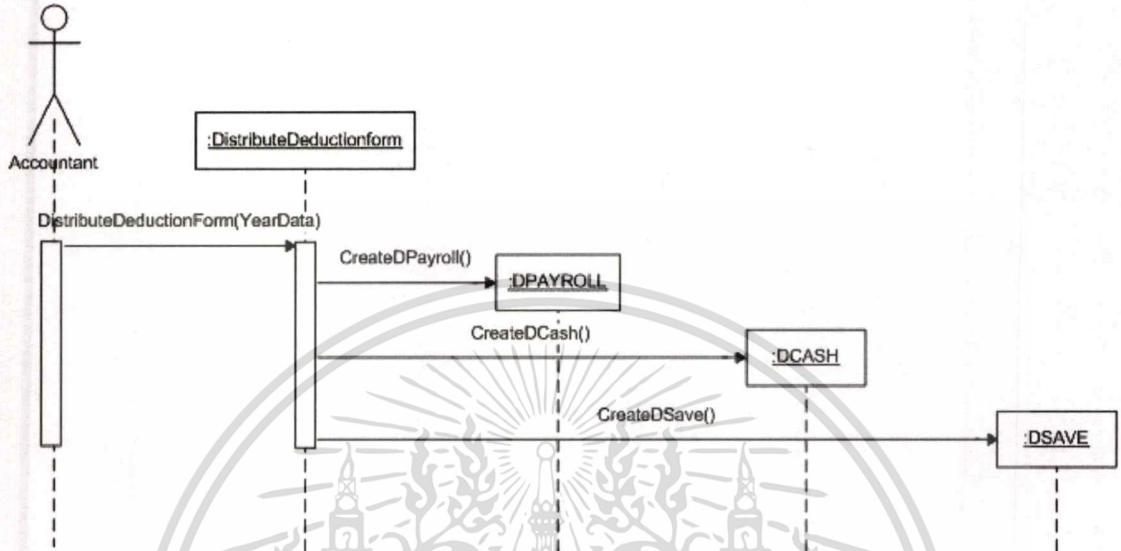 :DistributeDeductionform
Accountant
DistributeDeductionForm(YearData)
CreateDPayroll()
:DPAYROLL
CreateDCash()
:DCASH
CreateDSave()
:DSAVE